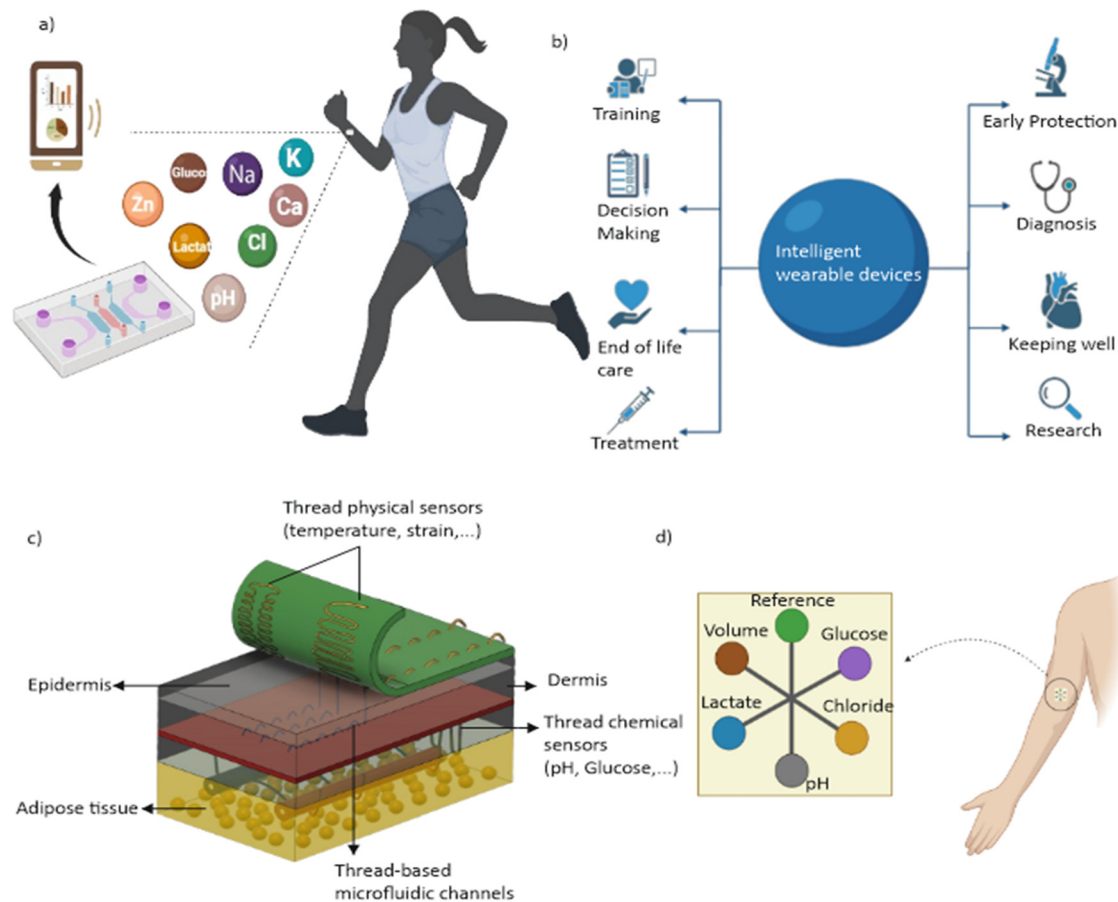 a)
Gluco
Na
K
Zn
Ca
Lactat
Cl
pH
b)
Training
Decision
Making
End of life
care
Treatment
Intelligent
wearable devices
Early Protection
Diagnosis
Keeping well
Research
c)
Thread physical sensors
(temperature, strain,...)
Epidermis
Dermis
Thread chemical
sensors
(pH, Glucose,...)
Adipose tissue
Thread-based
microfluidic channels
d)
Reference
Volume
Glucose
Lactate
Chloride
pH